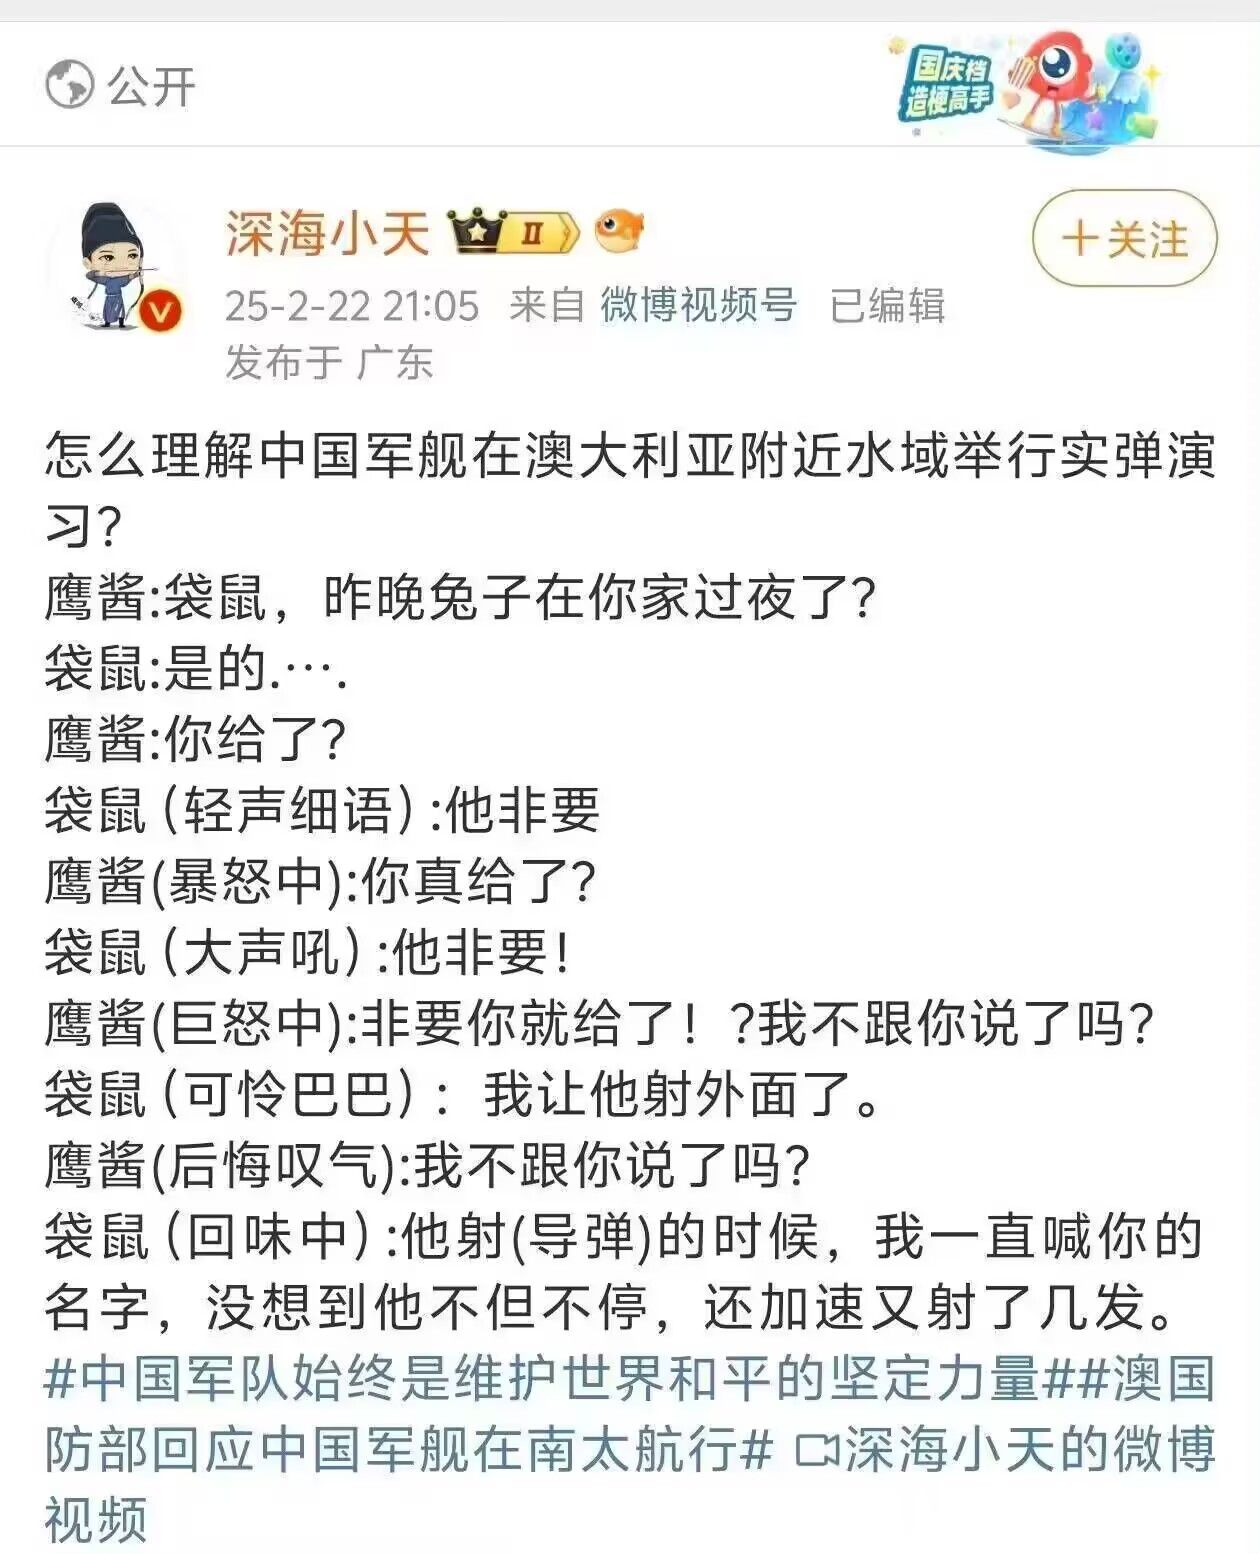 公开
国庆档
造梗高手
深海小天 II
+关注
25-2-22 21:05 来自 微博视频号 已编辑
发布于 广东
怎么理解中国军舰在澳大利亚附近水域举行实弹演
习?
鹰酱:袋鼠，昨晚兔子在你家过夜了?
袋鼠:是的.….
鹰酱:你给了?
袋鼠(轻声细语):他非要
鹰酱(暴怒中):你真给了?
袋鼠(大声吼):他非要!
鹰酱(巨怒中):非要你就给了！?我不跟你说了吗?
袋鼠(可怜巴巴)：我让他射外面了。
鹰酱(后悔叹气):我不跟你说了吗?
袋鼠(回味中):他射(导弹)的时候，我一直喊你的
名字，没想到他不但不停，还加速又射了几发。
#中国军队始终是维护世界和平的坚定力量##澳国
防部回应中国军舰在南太航行# 深海小天的微博
视频